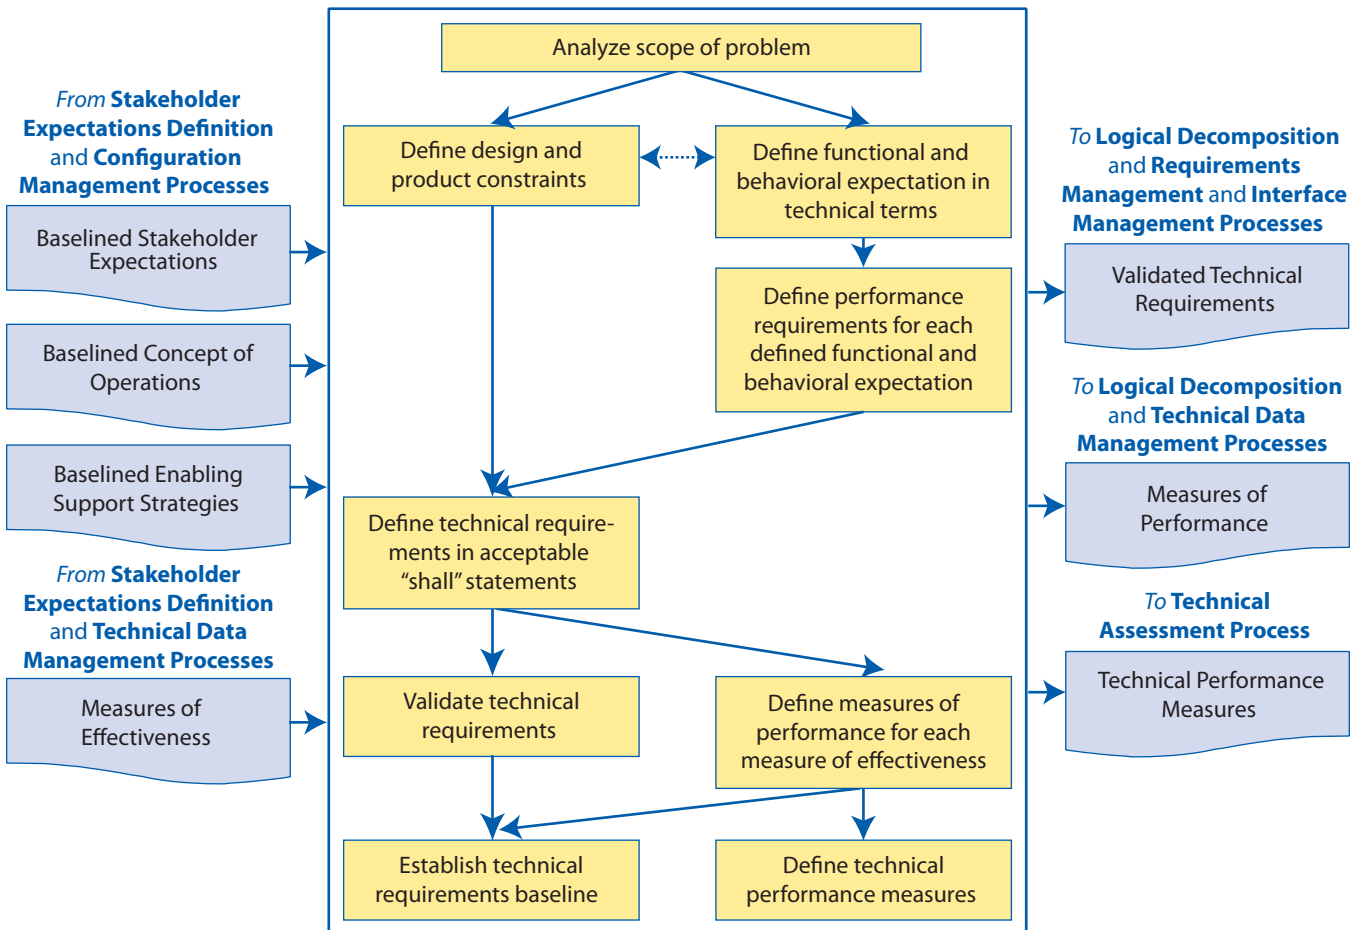 Analyze scope of problem
From Stakeholder
Expectations Definition
and Configuration
Management Processes
Baselined Stakeholder
Expectations
Baselined Concept of
Operations
Baselined Enabling
Support Strategies
From Stakeholder
Expectations Definition
and Technical Data
Management Processes
Measures of
Effectiveness
Define design and
product constraints
Define functional and
behavioral expectation in
technical terms
Define performance
requirements for each
defined functional and
behavioral expectation
Define technical require-
ments in acceptable
“shall” statements
Validate technical
requirements
Define measures of
performance for each
measure of effectiveness
Establish technical
requirements baseline
Define technical
performance measures
To Logical Decomposition
and Requirements
Management and Interface
Management Processes
Validated Technical
Requirements
To Logical Decomposition
and Technical Data
Management Processes
Measures of
Performance
To Technical
Assessment Process
Technical Performance
Measures